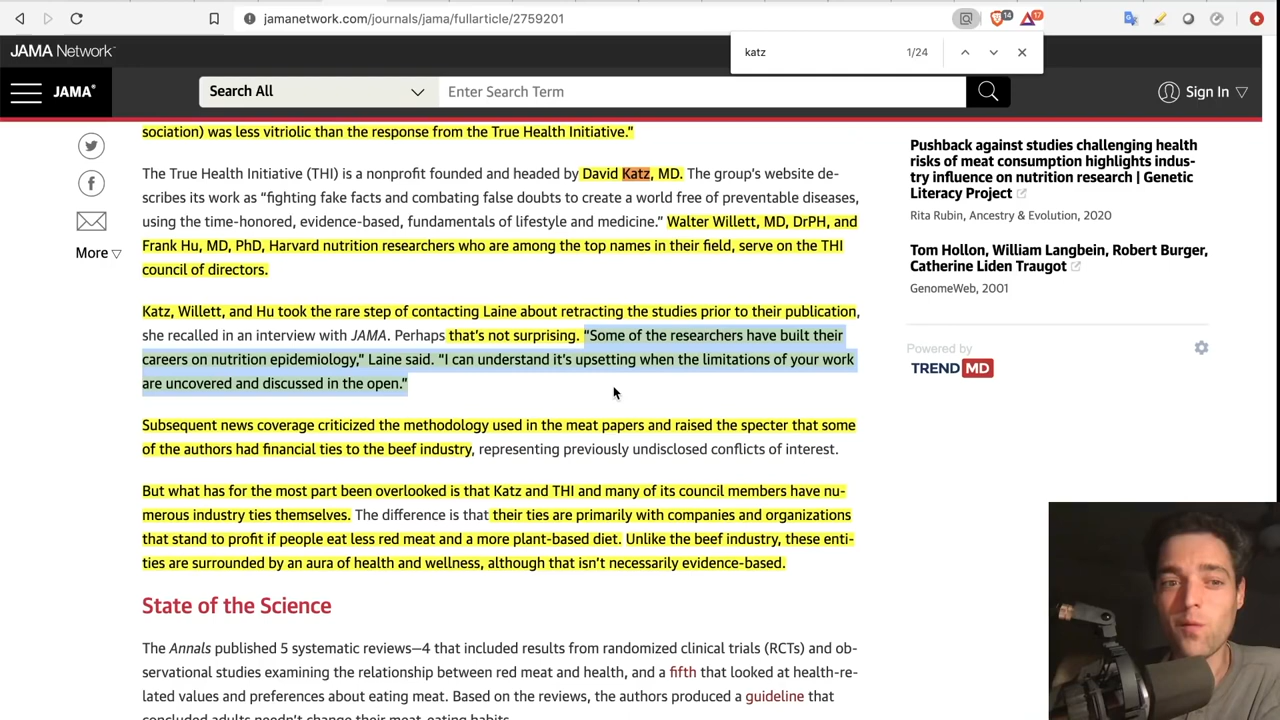 jamanetwork.com/journals/jama/fullarticle/2759201
14
17
katz
1/24
JAMA Network
JAMA®
Search All
Enter Search Term
Sign In
sociation) was less vitriolic than the response from the True Health Initiative.”
The True Health Initiative (THI) is a nonprofit founded and headed by David Katz, MD. The group's website de-
scribes its work as “fighting fake facts and combating false doubts to create a world free of preventable diseases,
using the time-honored, evidence-based, fundamentals of lifestyle and medicine.” Walter Willett, MD, DrPH, and
Frank Hu, MD, PhD, Harvard nutrition researchers who are among the top names in their field, serve on the THI
council of directors.
Katz, Willett, and Hu took the rare step of contacting Laine about retracting the studies prior to their publication,
she recalled in an interview with JAMA. Perhaps that's not surprising. “Some of the researchers have built their
careers on nutrition epidemiology,” Laine said. “I can understand it's upsetting when the limitations of your work
are uncovered and discussed in the open.”
Subsequent news coverage criticized the methodology used in the meat papers and raised the specter that some
of the authors had financial ties to the beef industry, representing previously undisclosed conflicts of interest.
But what has for the most part been overlooked is that Katz and THI and many of its council members have nu-
merous industry ties themselves. The difference is that their ties are primarily with companies and organizations
that stand to profit if people eat less red meat and a more plant-based diet. Unlike the beef industry, these enti-
ties are surrounded by an aura of health and wellness, although that isn't necessarily evidence-based.
State of the Science
The Annals published 5 systematic reviews—4 that included results from randomized clinical trials (RCTs) and ob-
servational studies examining the relationship between red meat and health, and a fifth that looked at health-re-
lated values and preferences about eating meat. Based on the reviews, the authors produced a guideline that
concluded adults needn't change their meat-eating habits.
More
Pushback against studies challenging health
risks of meat consumption highlights indus-
try influence on nutrition research | Genetic
Literacy Project
Rita Rubin, Ancestry & Evolution, 2020
Tom Hollon, William Langbein, Robert Burger,
Catherine Liden Traugot
GenomeWeb, 2001
Powered by
TREND MD